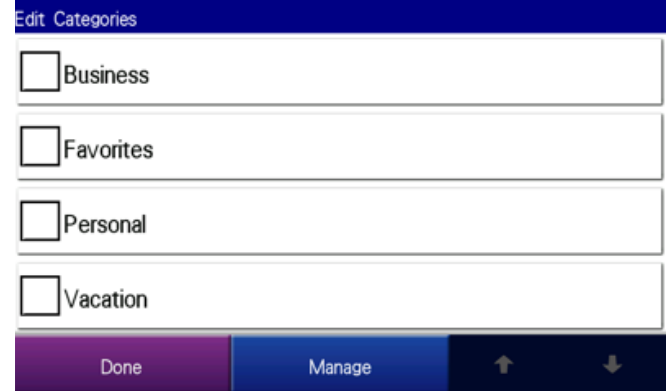 Edit Categories
Business
Favorites
Personal
Vacation
Done Manage